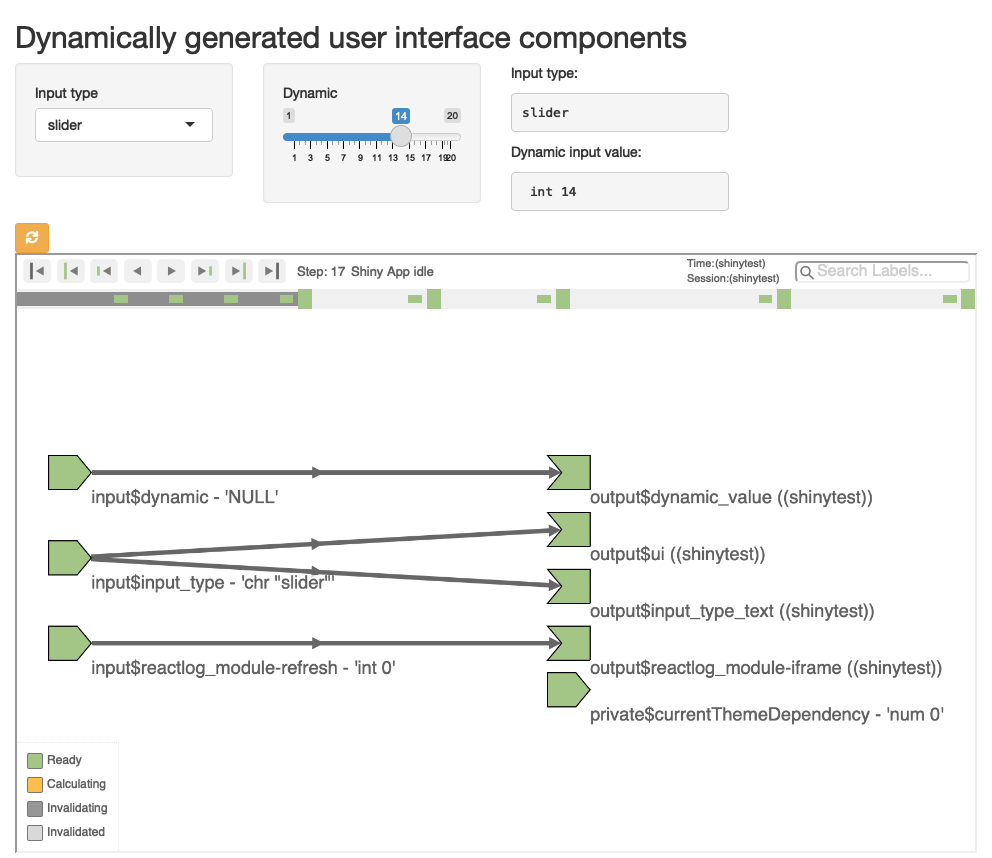 Dynamically generated user interface components
Input type
slider
Dynamic
1 14 20
1 3 5 7 9 11 13 15 17 19 20
Input type:
slider
Dynamic input value:
int 14
Step: 17 Shiny App idle
Time:(shinytest)
Session:(shinytest)
Search Labels...
input$dynamic - 'NULL'
output$dynamic_value ((shinytest))
output$ui ((shinytest))
input$input_type - 'chr "slider"'
output$input_type_text ((shinytest))
input$reactlog_module-refresh - 'int 0'
output$reactlog_module-iframe ((shinytest))
private$currentThemeDependency - 'num 0'
Ready
Calculating
Invalidating
Invalidated